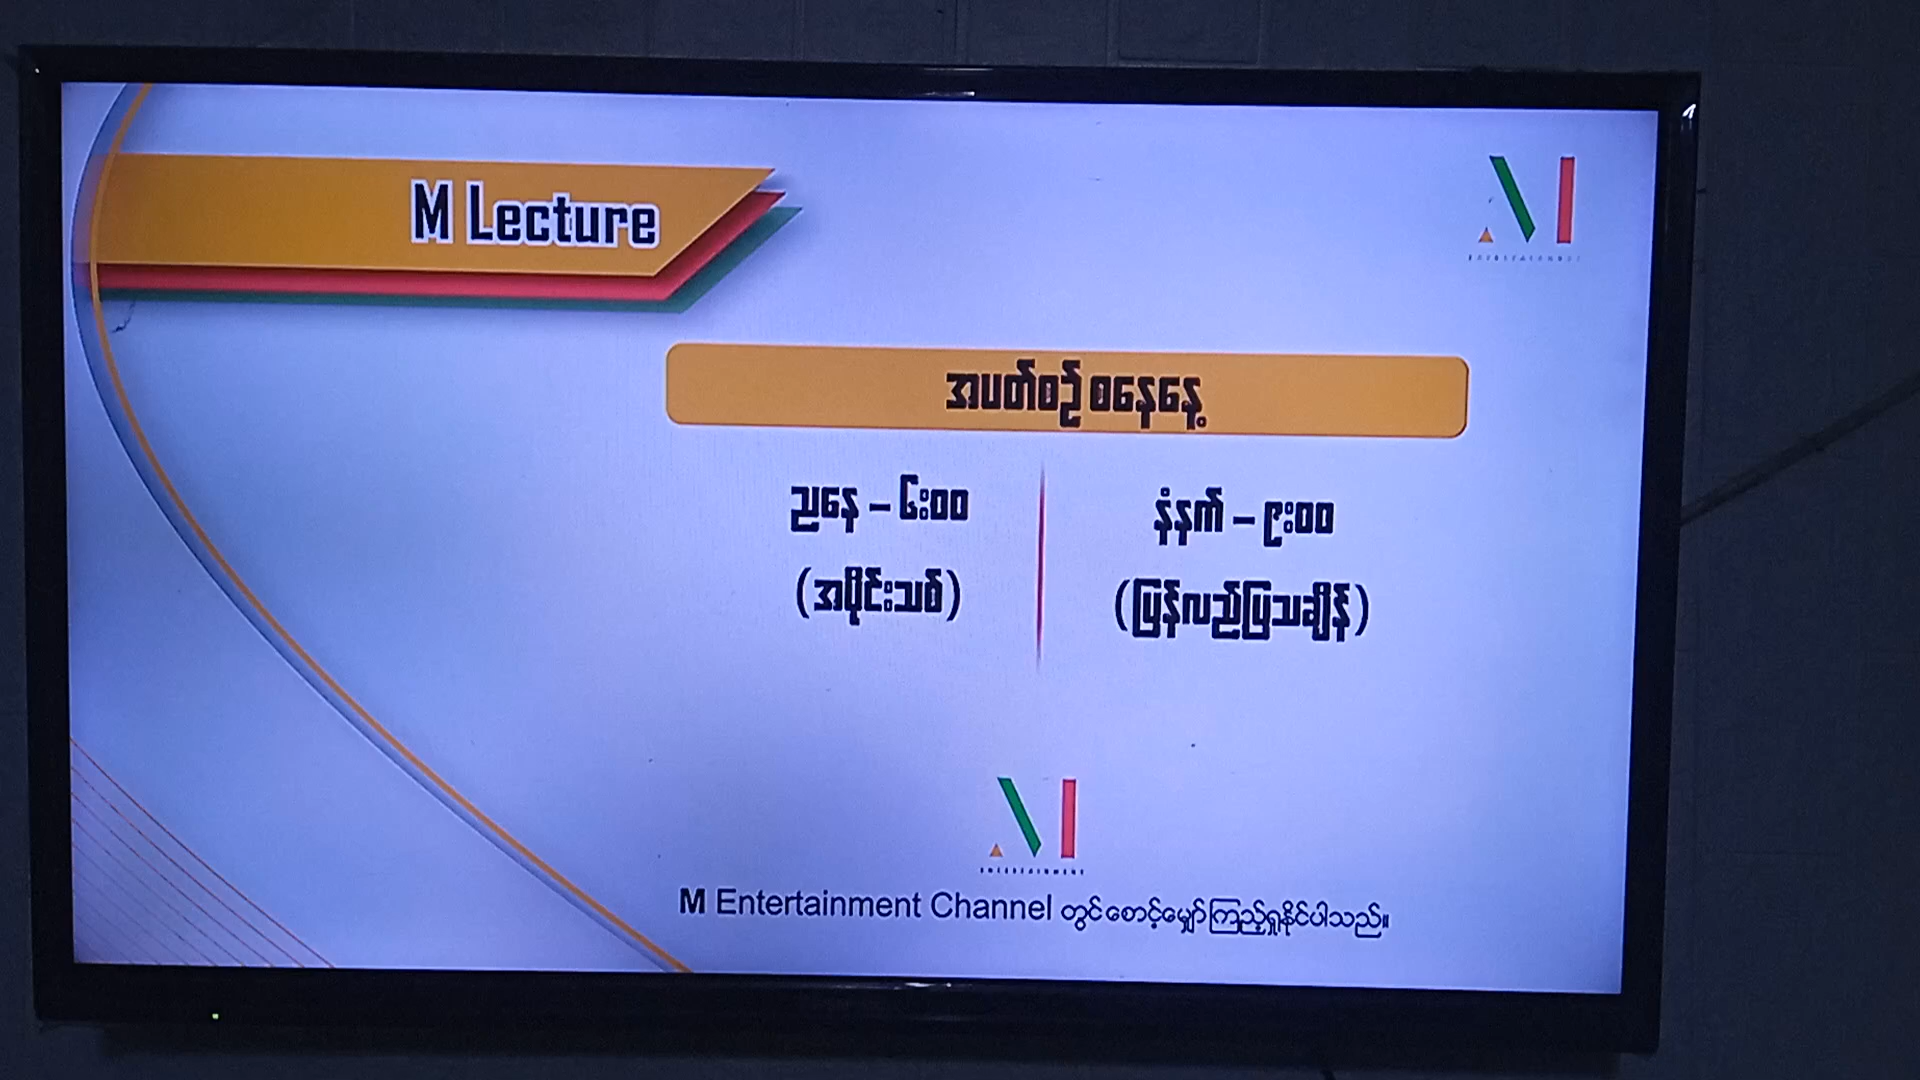 M Lecture
အပတ်စဉ် စနေနေ့
ညနေ – ၆:၀၀
(အပိုင်းသစ်)
နံနက် – ၉:၀၀
(ပြန်လည်ပြသချိန်)
ENTERTAINMENT
ENTERTAINMENT
M Entertainment Channel တွင် စောင့်မျှော်ကြည့်ရှုနိုင်ပါသည်။